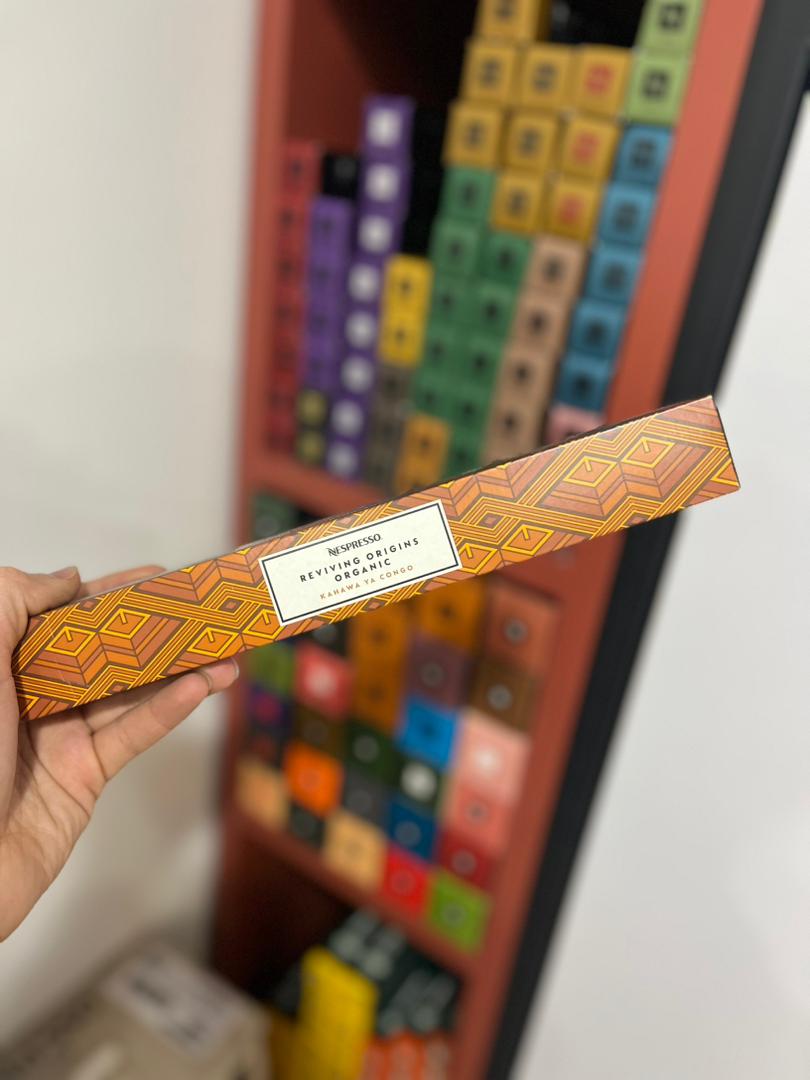 NESPRESSO
REVIVING ORIGINS
ORGANIC
KAHAWA YA CONGO